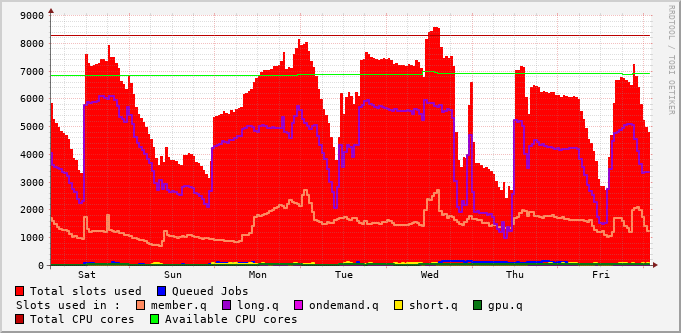 9000
8000
7000
6000
5000
4000
3000
2000
1000
0
Sat Sun Mon Tue Wed Thu Fri
RRDTOOL / TOBI OETIKER
Total slots used Queued Jobs
Slots used in : member.q long.q ondemand.q short.q gpu.q
Total CPU cores Available CPU cores